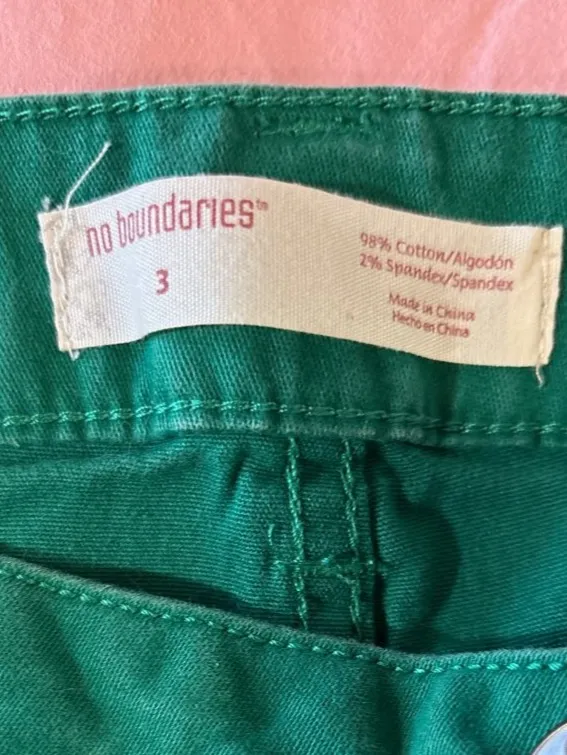 no boundaries™
3
98% Cotton/Algodón
2% Spandex/Spandex
Made in China
Hecho en China